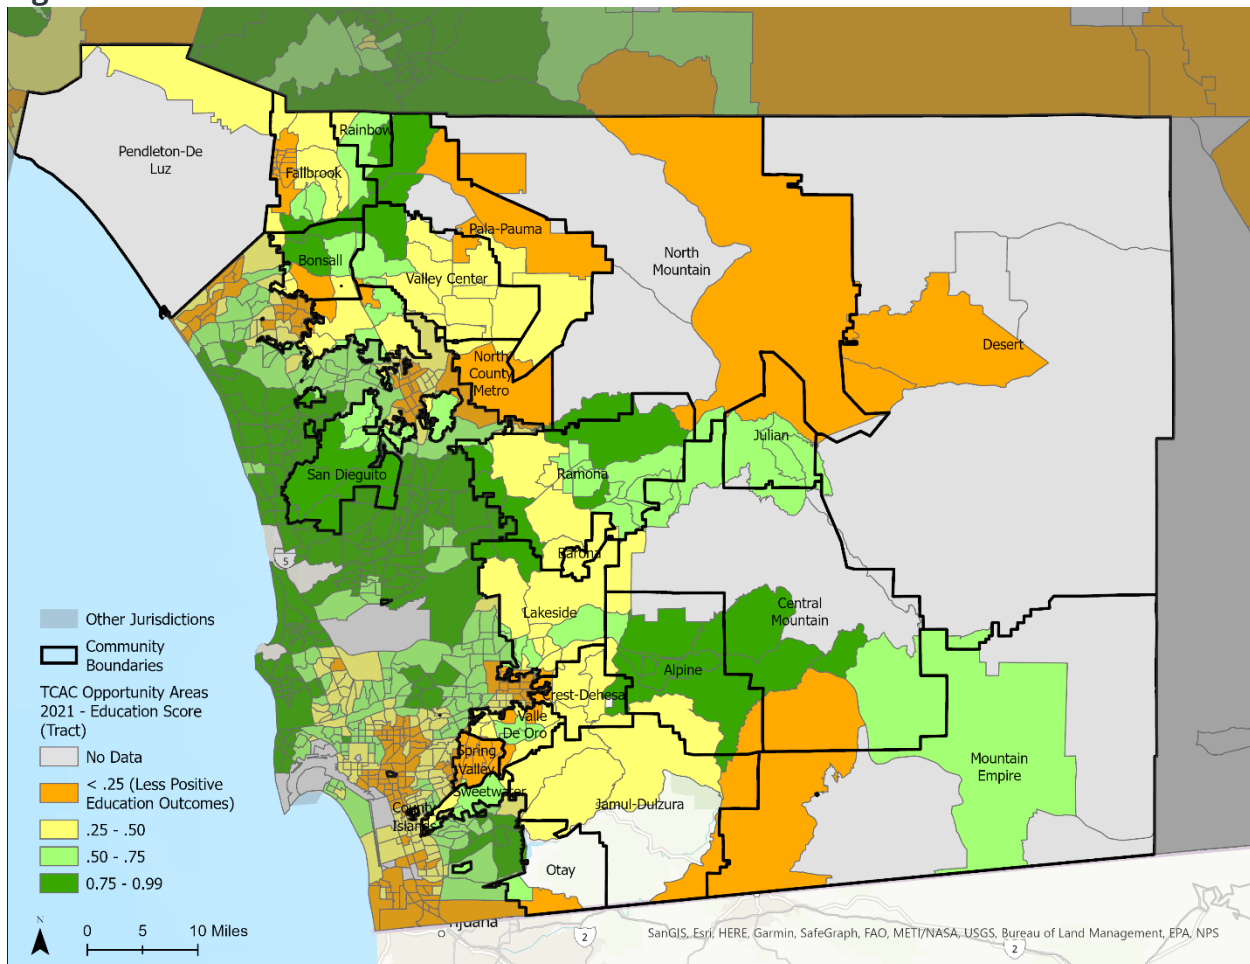 Rainbow
Pendleton-De
Luz
Fallbrook
Pala-Pauma
North
Mountain
Bonsall
Valley Center
Desert
North
County
Metro
Julian
San Dieguito
Ramona
Barona
5
Lakeside
Central
Mountain
Alpine
Crest-Dehesa
Valle
De Oro
Spring
Valley
Mountain
Empire
Sweetwater
County
Islands
Jamul-Dulzura
Otay
Other Jurisdictions
Community
Boundaries
TCAC Opportunity Areas
2021 - Education Score
(Tract)
No Data
< .25 (Less Positive
Education Outcomes)
.25 - .50
.50 - .75
0.75 - 0.99
N
0 5 10 Miles
Tijuana
2
SanGIS, Esri, HERE, Garmin, SafeGraph, FAO, METI/NASA, USGS, Bureau of Land Management, EPA, NPS
2